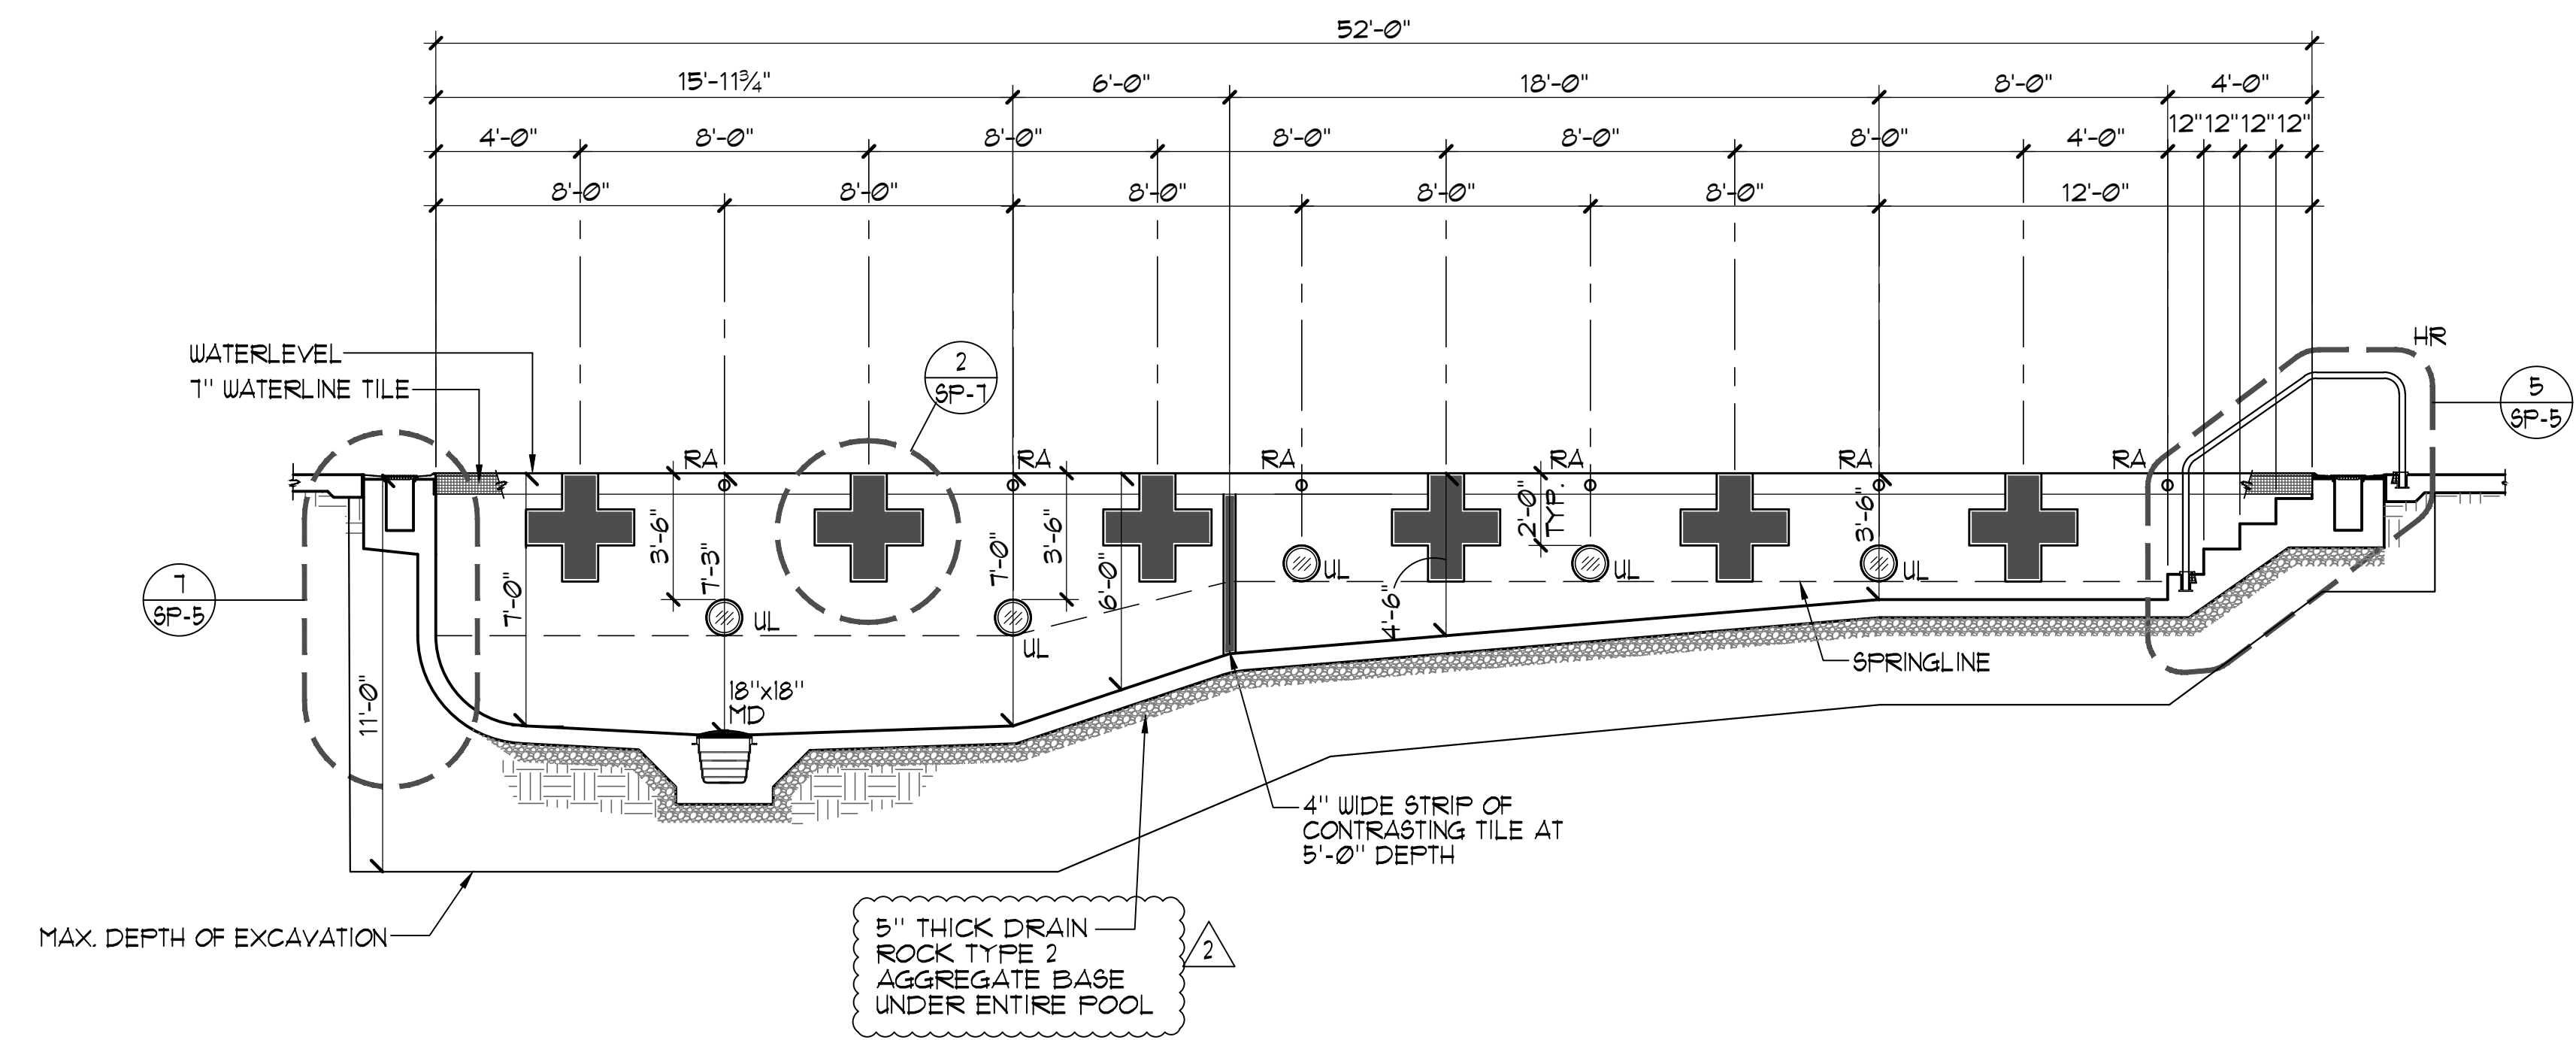 52'-0"
15'-11¾"
6'-0"
18'-0"
8'-0"
4'-0"
4'-0"
8'-0"
8'-0"
8'-0"
8'-0"
8'-0"
4'-0"
12"
12"
12"
12"
8'-0"
8'-0"
8'-0"
8'-0"
8'-0"
12'-0"
HR
WATERLEVEL
7" WATERLINE TILE
2
SP-7
5
SP-5
RA
RA
RA
RA
RA
RA
3'-6"
7'-3"
7'-0"
7'-0"
3'-6"
6'-0"
4'-6"
2'-0"
TYP.
3'-6"
UL
UL
UL
UL
UL
7
SP-5
SPRINGLINE
18"x18"
MD
11'-0"
4" WIDE STRIP OF
CONTRASTING TILE AT
5'-0" DEPTH
MAX. DEPTH OF EXCAVATION
5" THICK DRAIN
ROCK TYPE 2
AGGREGATE BASE
UNDER ENTIRE POOL
2